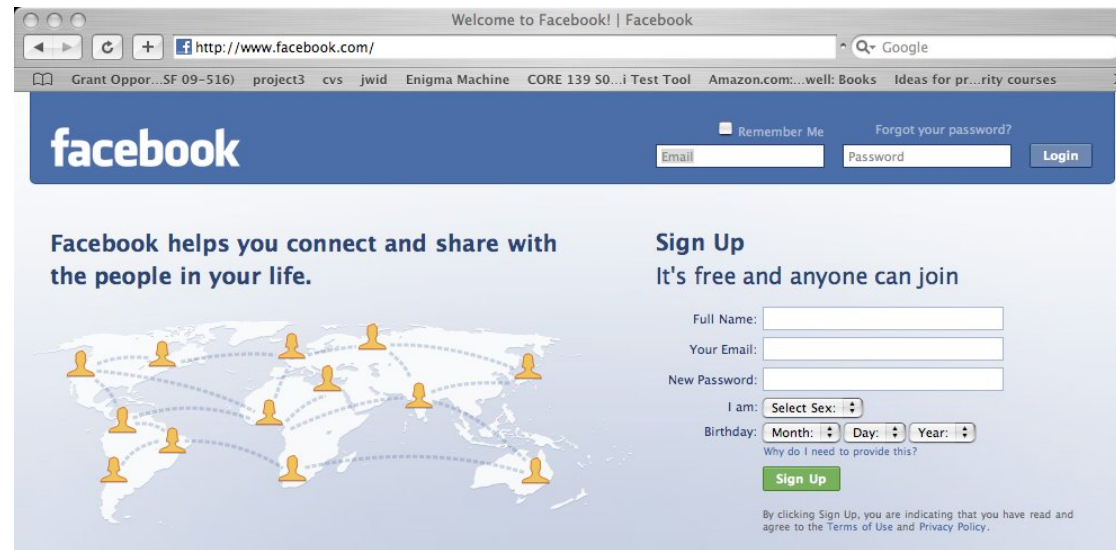 Welcome to Facebook! | Facebook
http://www.facebook.com/
Google
Grant Oppor...SF 09-516) project3 cvs jwid Enigma Machine CORE 139 S0...i Test Tool Amazon.com:...well: Books Ideas for pr...rity courses
facebook
Remember Me Forgot your password?
Email Password Login
Facebook helps you connect and share with
the people in your life.
Sign Up
It's free and anyone can join
Full Name:
Your Email:
New Password:
I am: Select Sex:
Birthday: Month: Day: Year:
Why do I need to provide this?
Sign Up
By clicking Sign Up, you are indicating that you have read and
agree to the Terms of Use and Privacy Policy.